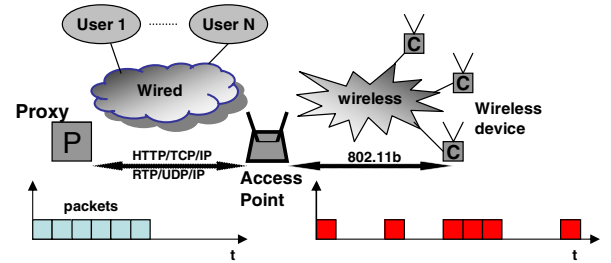 User 1
User N
Wired
wireless
C
C
C
Wireless
device
Proxy
P
HTTP/TCP/IP
RTP/UDP/IP
Access
Point
802.11b
packets
t
t